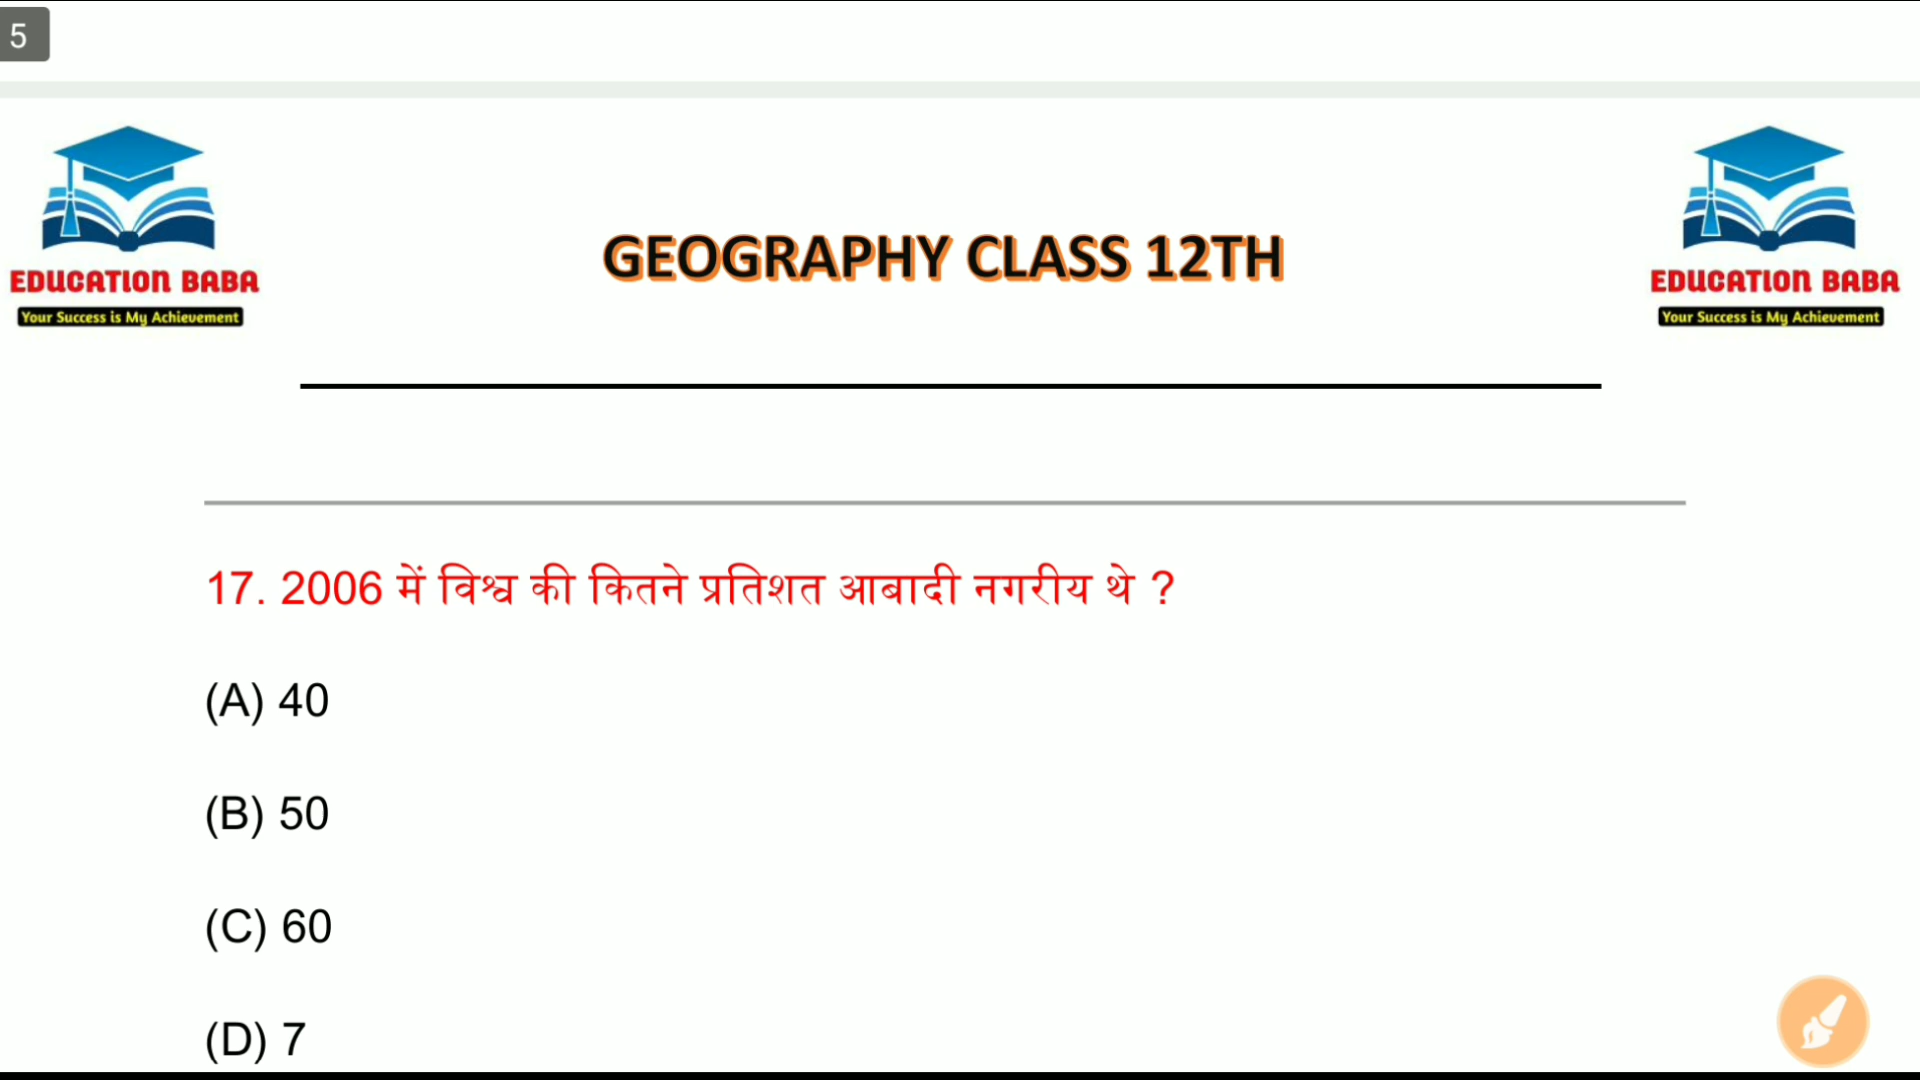 5
EDUCATION BABA
Your Success is My Achievement
GEOGRAPHY CLASS 12TH
EDUCATION BABA
Your Success is My Achievement
17. 2006 में विश्व की कितने प्रतिशत आबादी नगरीय थे ?
(A) 40
(B) 50
(C) 60
(D) 7